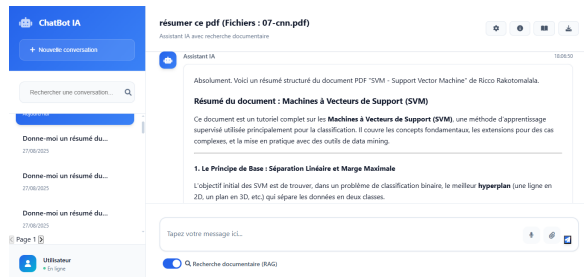 ChatBot IA
+ Nouvelle conversation
Rechercher une conversation...
Aujourd'hui
Donne-moi un résumé du...
27/08/2025
Donne-moi un résumé du...
27/08/2025
Donne-moi un résumé du...
27/08/2025
Page 1
Utilisateur
En ligne
résumer ce pdf (Fichiers : 07-cnn.pdf)
Assistant IA avec recherche documentaire
Assistant IA
18:06:50
Absolument. Voici un résumé structuré du document PDF "SVM - Support Vector Machine" de Ricco Rakotomalala.
Résumé du document : Machines à Vecteurs de Support (SVM)
Ce document est un tutoriel complet sur les Machines à Vecteurs de Support (SVM), une méthode d'apprentissage
supervisé utilisée principalement pour la classification. Il couvre les concepts fondamentaux, les extensions pour des cas
complexes, et la mise en pratique avec des outils de data mining.
1. Le Principe de Base : Séparation Linéaire et Marge Maximale
L'objectif initial des SVM est de trouver, dans un problème de classification binaire, le meilleur hyperplan (une ligne en
2D, un plan en 3D, etc.) qui sépare les données en deux classes.
Tapez votre message ici...
Recherche documentaire (RAG)